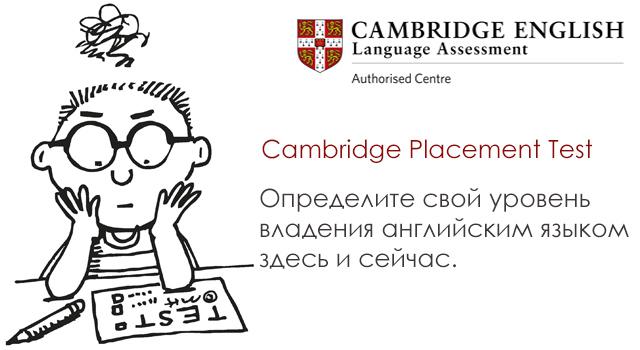 CAMBRIDGE ENGLISH
Language Assessment
Authorised Centre
Cambridge Placement Test
Определите свой уровень
владения английским языком
здесь и сейчас.
TEST